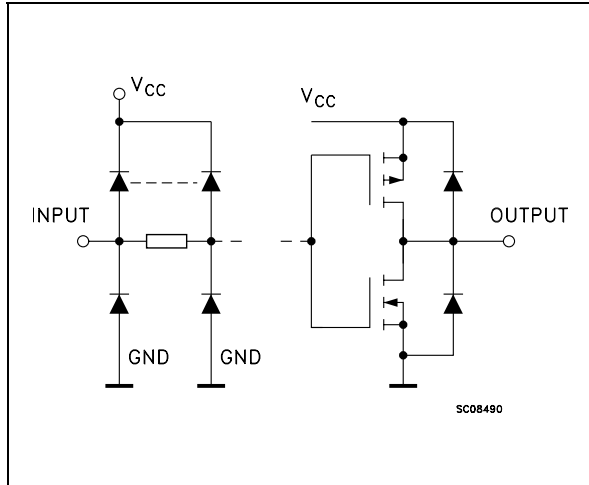 VCC
VCC
INPUT
OUTPUT
GND
GND
SC08490